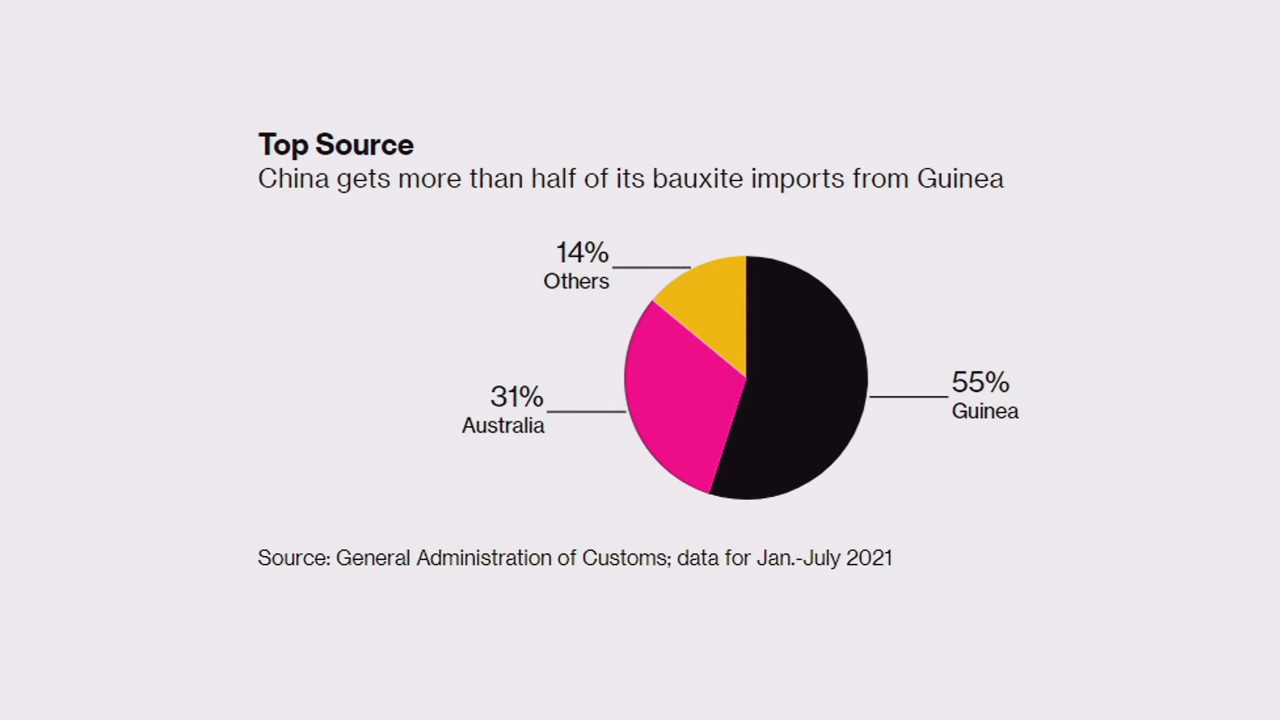 Top Source
China gets more than half of its bauxite imports from Guinea
14%
Others
31%
Australia
55%
Guinea
Source: General Administration of Customs; data for Jan.-July 2021